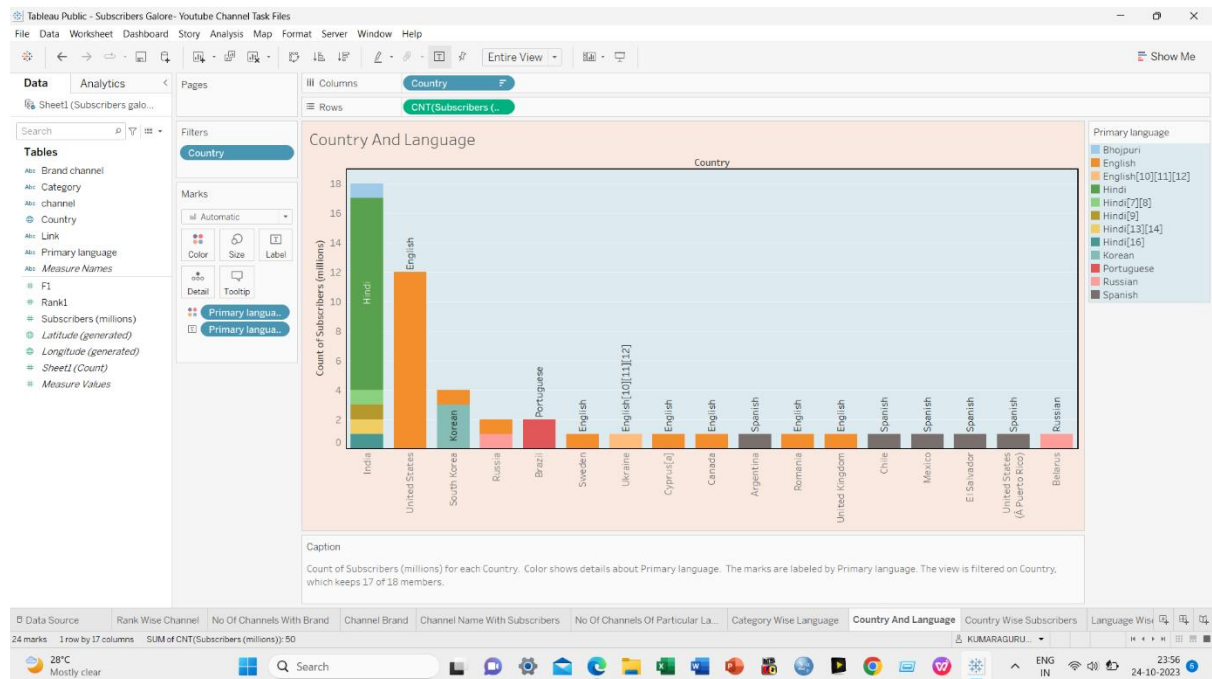 Tableau Public - Subscribers Galore- Youtube Channel Task Files
File Data Worksheet Dashboard Story Analysis Map Format Server Window Help
Entire View
Show Me
Data Analytics
Sheet1 (Subscribers galo...
Search
Tables
Abc Brand channel
Abc Category
Abc channel
Country
Abc Link
Abc Primary language
Abc Measure Names
# F1
# Rank1
# Subscribers (millions)
Latitude (generated)
Longitude (generated)
# Sheet1 (Count)
# Measure Values
Pages
Filters
Country
Marks
Automatic
Color Size Label
Detail Tooltip
Primary langua..
Primary langua..
iii Columns Country
Rows CNT(Subscribers (..
Country And Language
Country
Count of Subscribers (millions)
18
16
14
12
10
8
6
4
2
0
Hindi
English
Korean
Portuguese
English
English[10][11][12]
English
English
Spanish
English
English
Spanish
Spanish
Spanish
Spanish
Russian
India
United States
South Korea
Russia
Brazil
Sweden
Ukraine
Cyprus[a]
Canada
Argentina
Romania
United Kingdom
Chile
Mexico
El Salvador
United States
(Â Puerto Rico)
Belarus
Primary language
Bhojpuri
English
English[10][11][12]
Hindi
Hindi[7][8]
Hindi[9]
Hindi[13][14]
Hindi[16]
Korean
Portuguese
Russian
Spanish
Caption
Count of Subscribers (millions) for each Country. Color shows details about Primary language. The marks are labeled by Primary language. The view is filtered on Country,
which keeps 17 of 18 members.
Data Source Rank Wise Channel No Of Channels With Brand Channel Brand Channel Name With Subscribers No Of Channels Of Particular La... Category Wise Language Country And Language Country Wise Subscribers Language Wis
24 marks 1 row by 17 columns SUM of CNT(Subscribers (millions)): 50
KUMARAGURU...
28°C
Mostly clear
Search
ENG
IN
23:56
24-10-2023
5